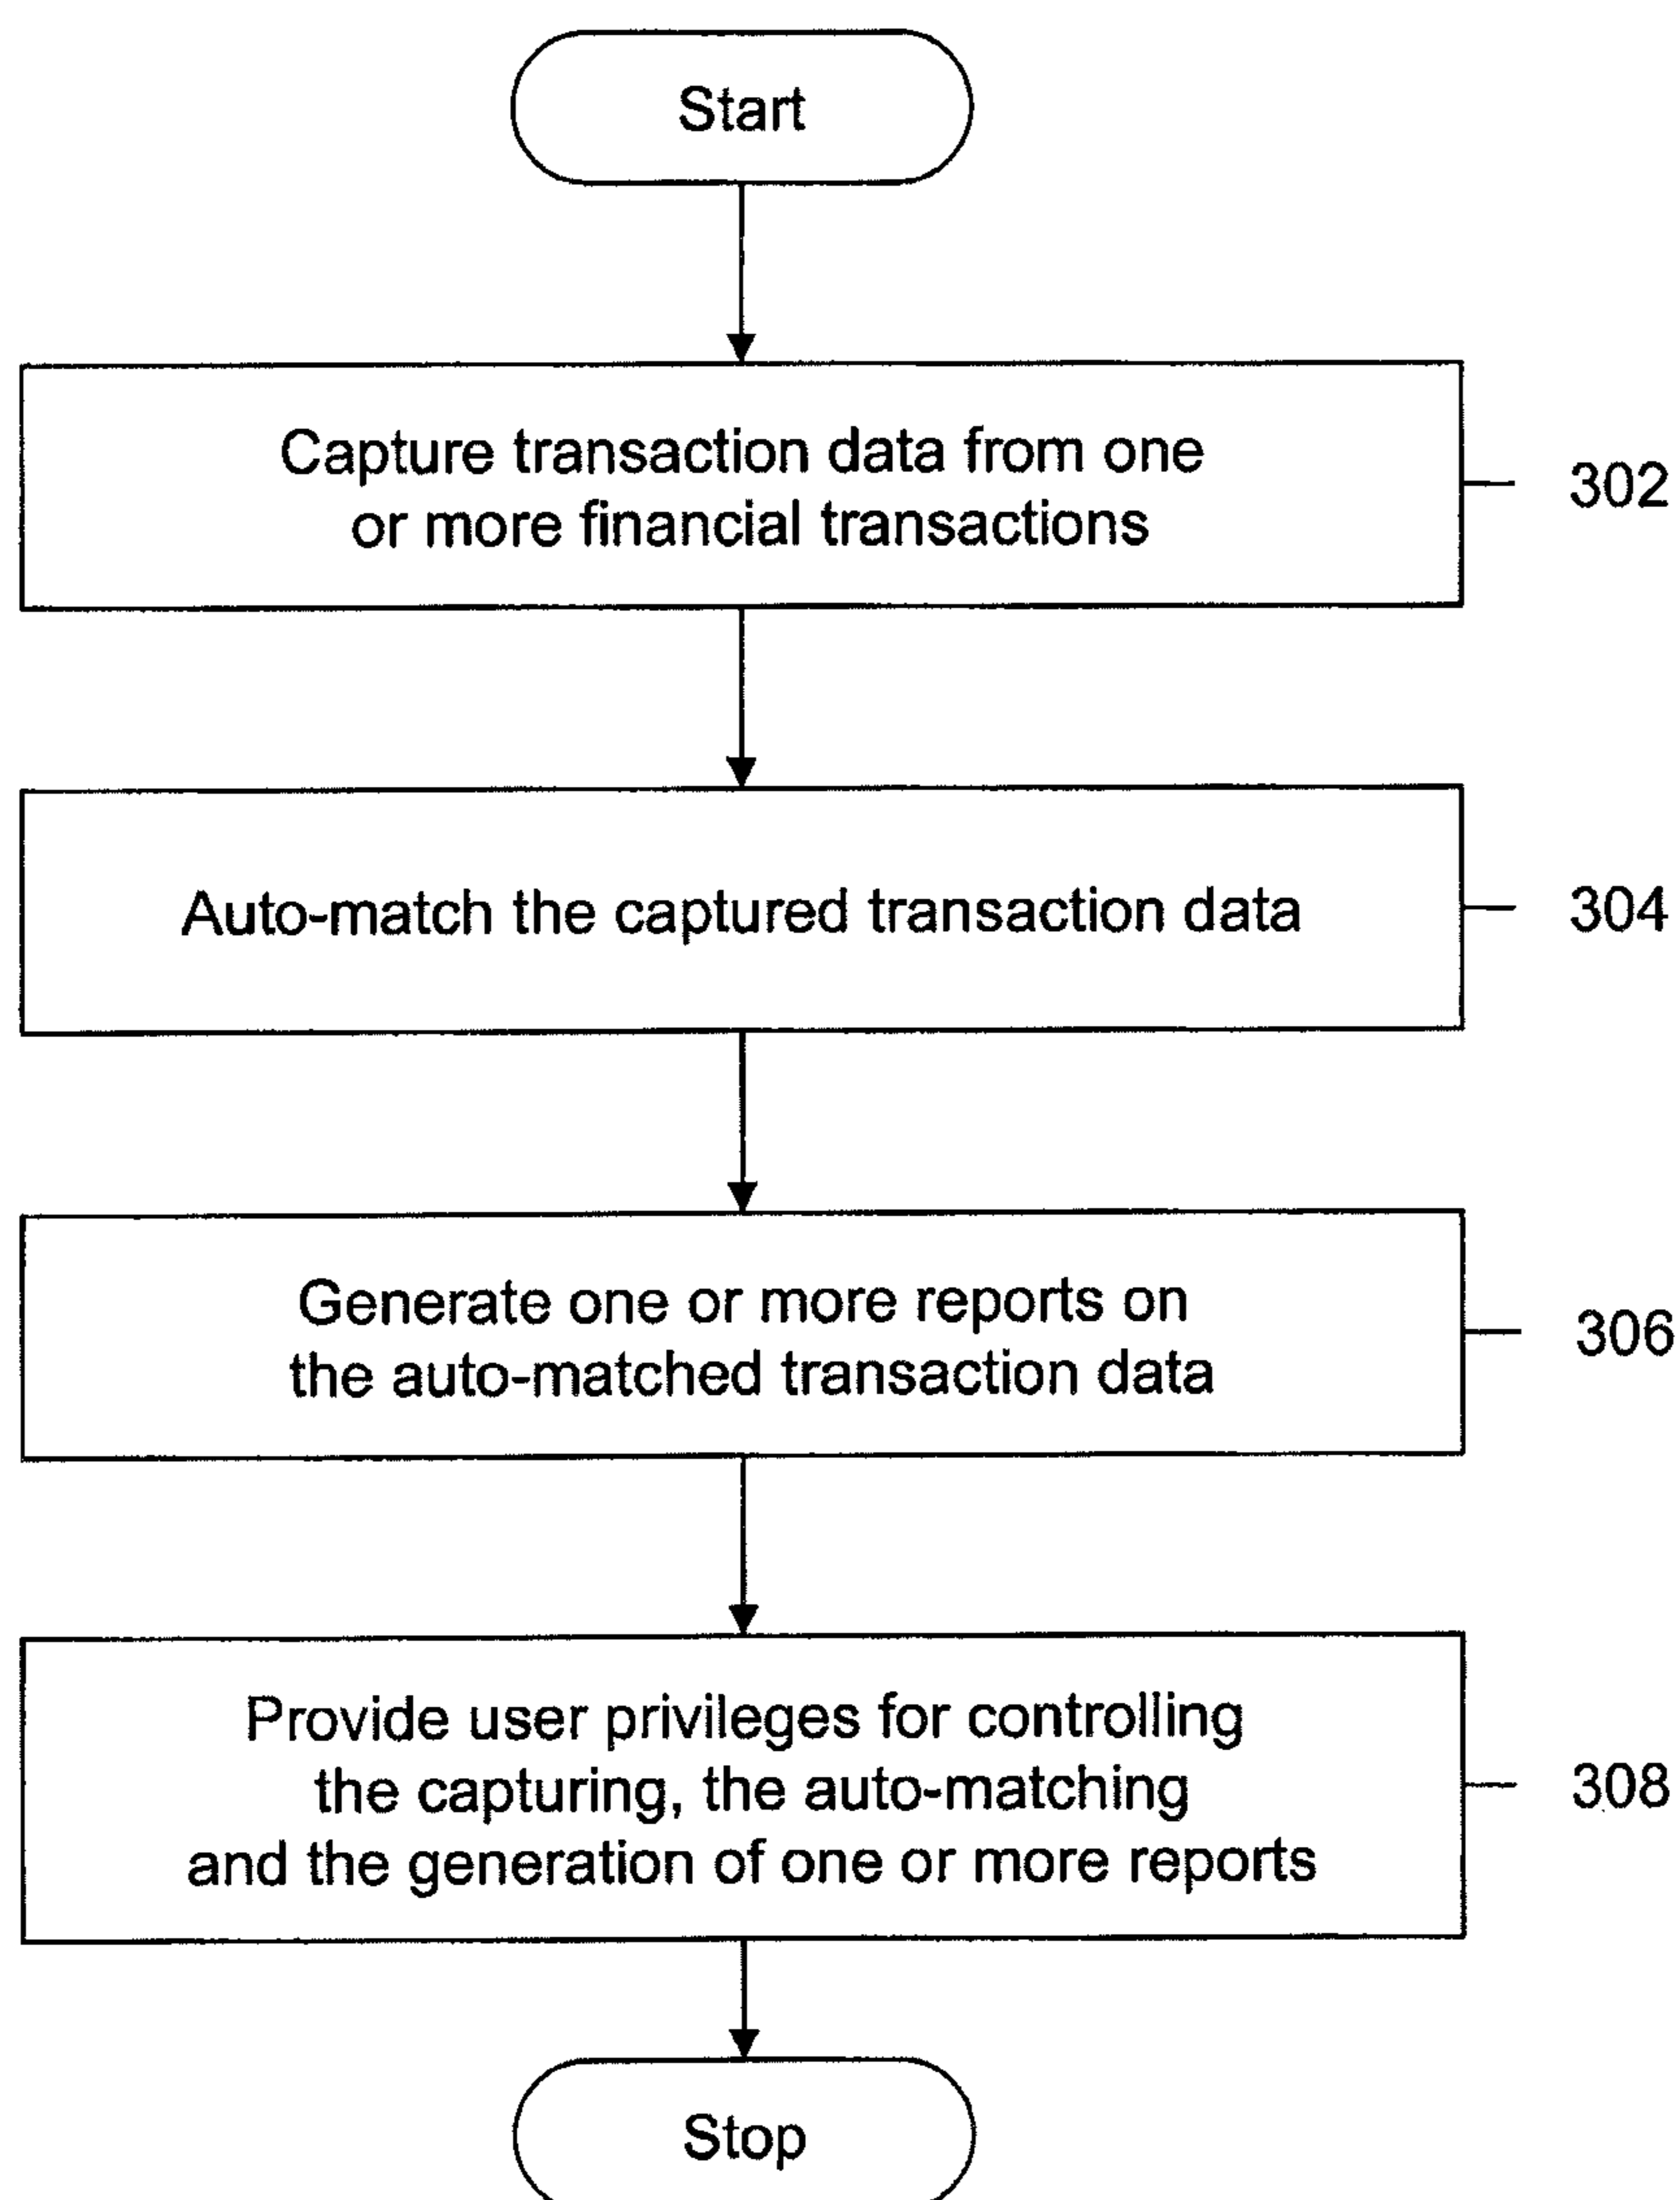 Start
Capture transaction data from one
or more financial transactions
302
Auto-match the captured transaction data
304
Generate one or more reports on
the auto-matched transaction data
306
Provide user privileges for controlling
the capturing, the auto-matching
and the generation of one or more reports
308
Stop